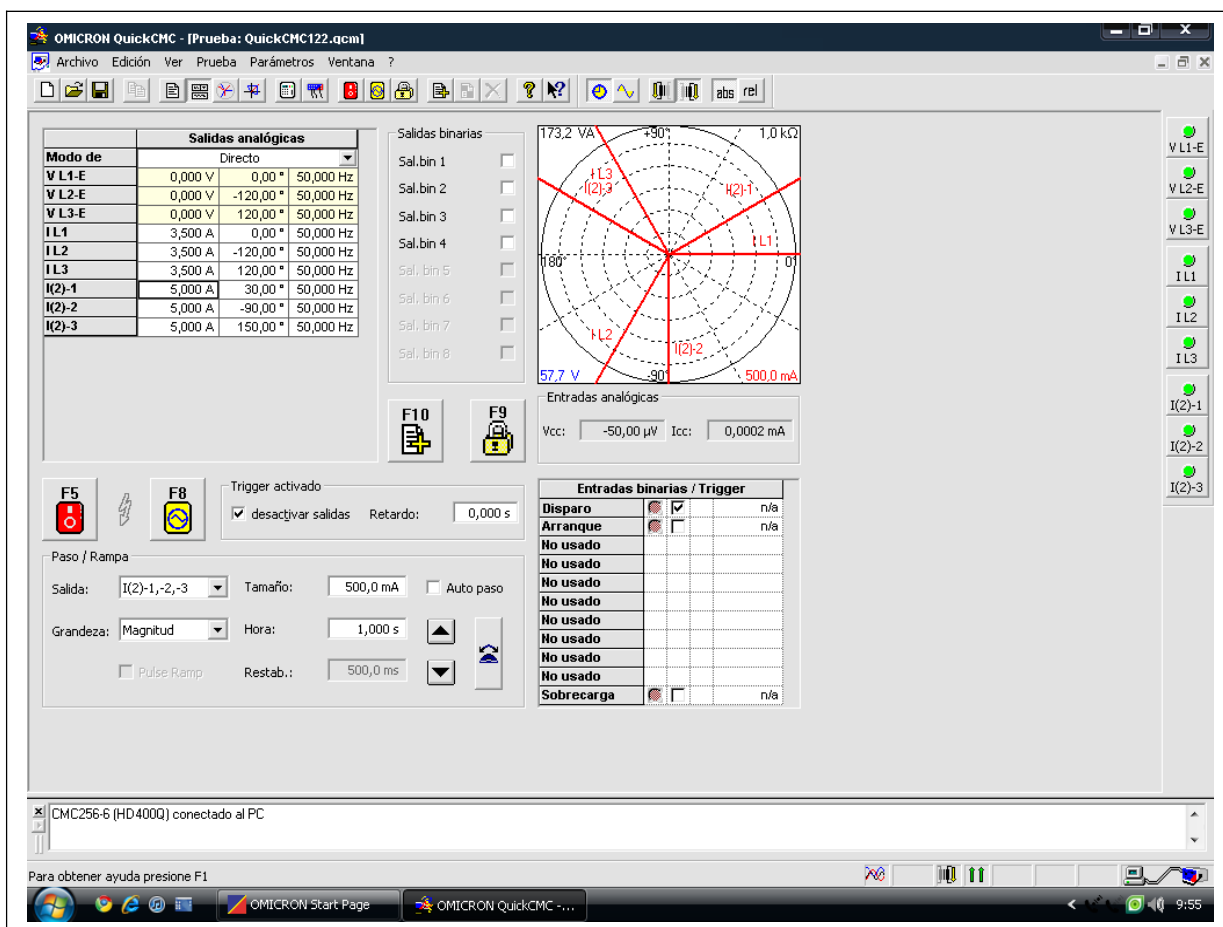 OMICRON QuickCMC - [Prueba: QuickCMC122.qcm]
Archivo Edición Ver Prueba Parámetros Ventana ?
abs rel
Salidas analógicas
Modo de Directo
V L1-E 0,000 V 0,00 ° 50,000 Hz
V L2-E 0,000 V -120,00 ° 50,000 Hz
V L3-E 0,000 V 120,00 ° 50,000 Hz
I L1 3,500 A 0,00 ° 50,000 Hz
I L2 3,500 A -120,00 ° 50,000 Hz
I L3 3,500 A 120,00 ° 50,000 Hz
I(2)-1 5,000 A 30,00 ° 50,000 Hz
I(2)-2 5,000 A -90,00 ° 50,000 Hz
I(2)-3 5,000 A 150,00 ° 50,000 Hz
Salidas binarias
Sal.bin 1
Sal.bin 2
Sal.bin 3
Sal.bin 4
Sal. bin 5
Sal. bin 6
Sal. bin 7
Sal. bin 8
173,2 VA +90° 1,0 kΩ
I L3
I(2)-3 I(2)-1
I L1
180° 0°
I L2
I(2)-2
57,7 V -90° 500,0 mA
V L1-E
V L2-E
V L3-E
I L1
I L2
I L3
I(2)-1
I(2)-2
I(2)-3
F10 F9
Entradas analógicas
Vcc: -50,00 µV Icc: 0,0002 mA
F5 F8
Trigger activado
desactivar salidas Retardo: 0,000 s
Paso / Rampa
Salida: I(2)-1,-2,-3 Tamaño: 500,0 mA Auto paso
Grandeza: Magnitud Hora: 1,000 s
Pulse Ramp Restab.: 500,0 ms
Entradas binarias / Trigger
Disparo n/a
Arranque n/a
No usado
No usado
No usado
No usado
No usado
No usado
No usado
No usado
Sobrecarga n/a
CMC256-6 (HD400Q) conectado al PC
Para obtener ayuda presione F1
OMICRON Start Page OMICRON QuickCMC -... 9:55